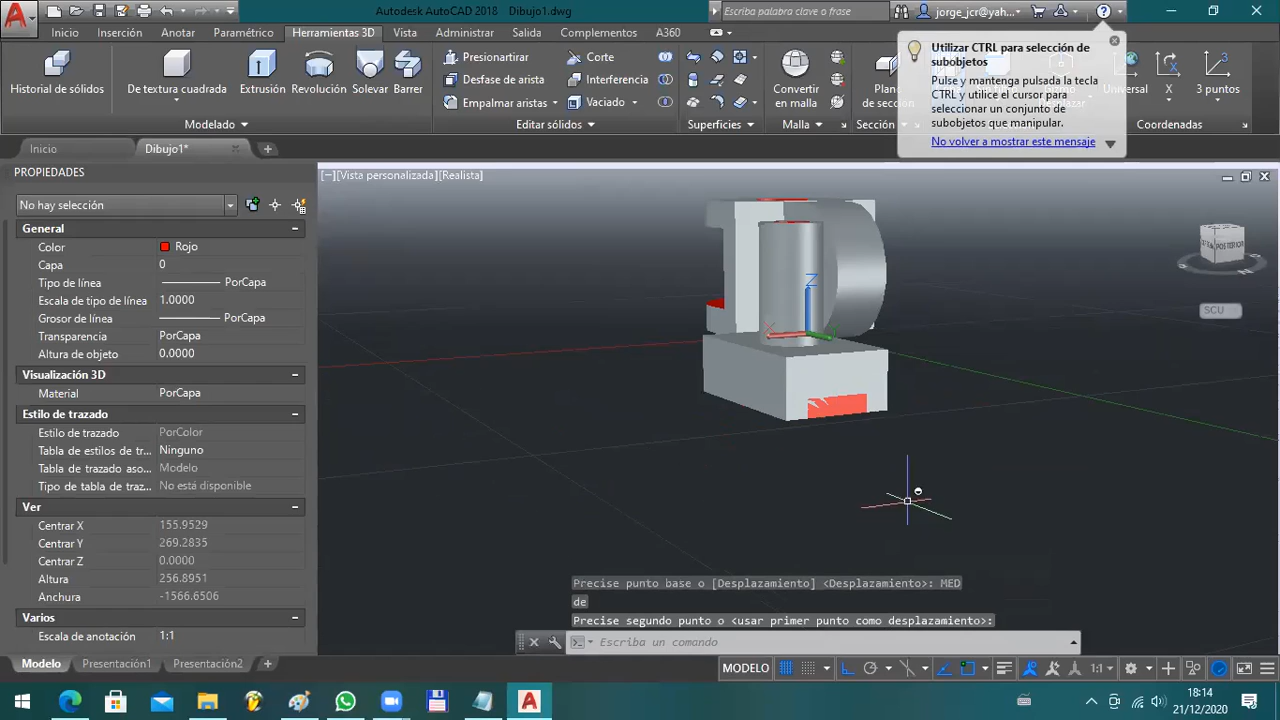 Autodesk AutoCAD 2018 Dibujo1.dwg
Escriba palabra clave o frase
jorge_jcr@yah...
Inicio Inserción Anotar Paramétrico Herramientas 3D Vista Administrar Salida Complementos A360
Historial de sólidos
De textura cuadrada
Extrusión
Revolución
Solevar
Barrer
Modelado
Presionartirar
Desfase de arista
Empalmar aristas
Corte
Interferencia
Vaciado
Editar sólidos
Superficies
Convertir
en malla
Malla
Plano
de sección
Sección
Universal
X
3 puntos
Coordenadas
Utilizar CTRL para selección de
subobjetos
Pulse y mantenga pulsada la tecla
CTRL y utilice el cursor para
seleccionar un conjunto de
subobjetos que manipular.
No volver a mostrar este mensaje
Inicio
Dibujo1*
PROPIEDADES
No hay selección
General
Color Rojo
Capa 0
Tipo de línea PorCapa
Escala de tipo de línea 1.0000
Grosor de línea PorCapa
Transparencia PorCapa
Altura de objeto 0.0000
Visualización 3D
Material PorCapa
Estilo de trazado
Estilo de trazado PorColor
Tabla de estilos de tr... Ninguno
Tabla de trazado aso... Modelo
Tipo de tabla de traz... No está disponible
Ver
Centrar X 155.9529
Centrar Y 269.2835
Centrar Z 0.0000
Altura 256.8951
Anchura -1566.6506
Varios
Escala de anotación 1:1
[−][Vista personalizada][Realista]
POSTERIOR
SCU
Z
X
Precise punto base o [Desplazamiento] <Desplazamiento>: MED
de
Precise segundo punto o <usar primer punto como desplazamiento>:
Escriba un comando
Modelo Presentación1 Presentación2
MODELO
1:1
18:14
21/12/2020